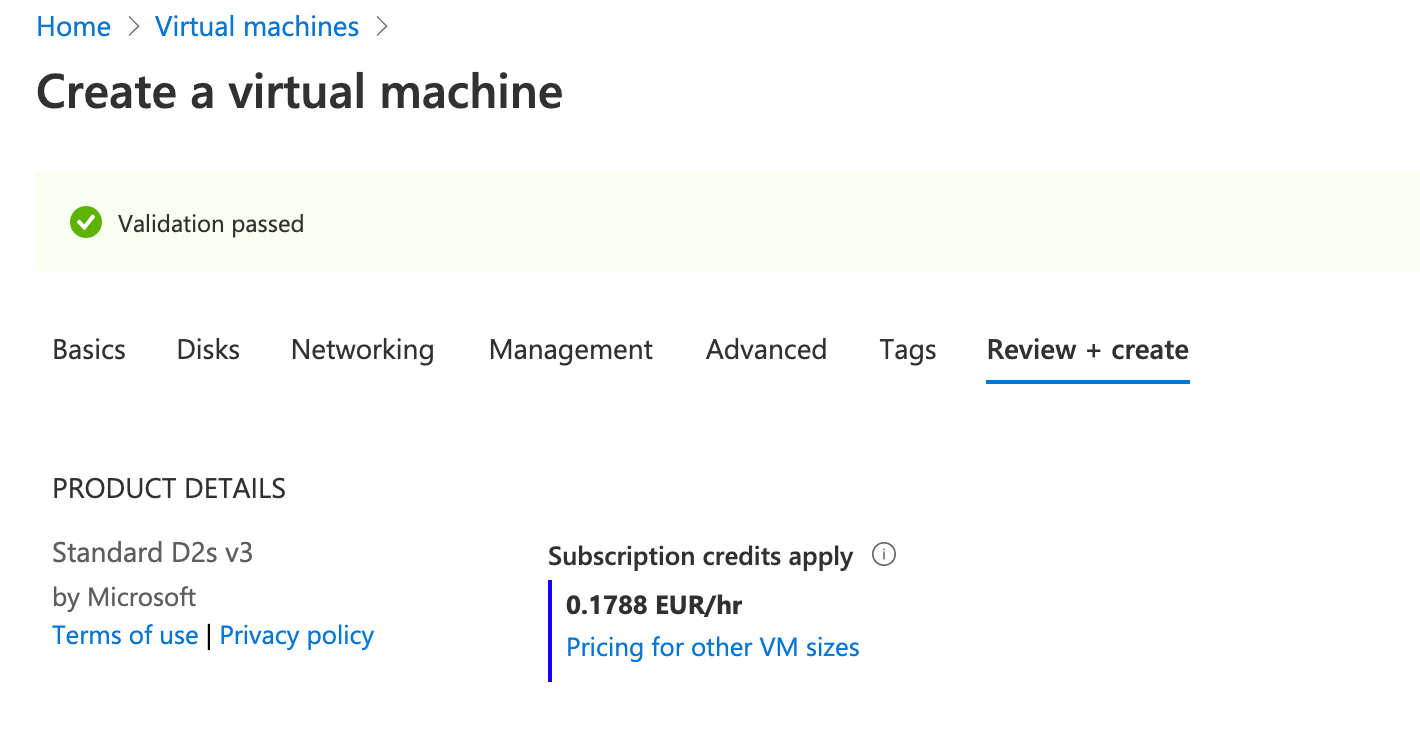 Home > Virtual machines >
Create a virtual machine
Validation passed
Basics Disks Networking Management Advanced Tags Review + create
PRODUCT DETAILS
Standard D2s v3
by Microsoft
Terms of use | Privacy policy
Subscription credits apply
0.1788 EUR/hr
Pricing for other VM sizes